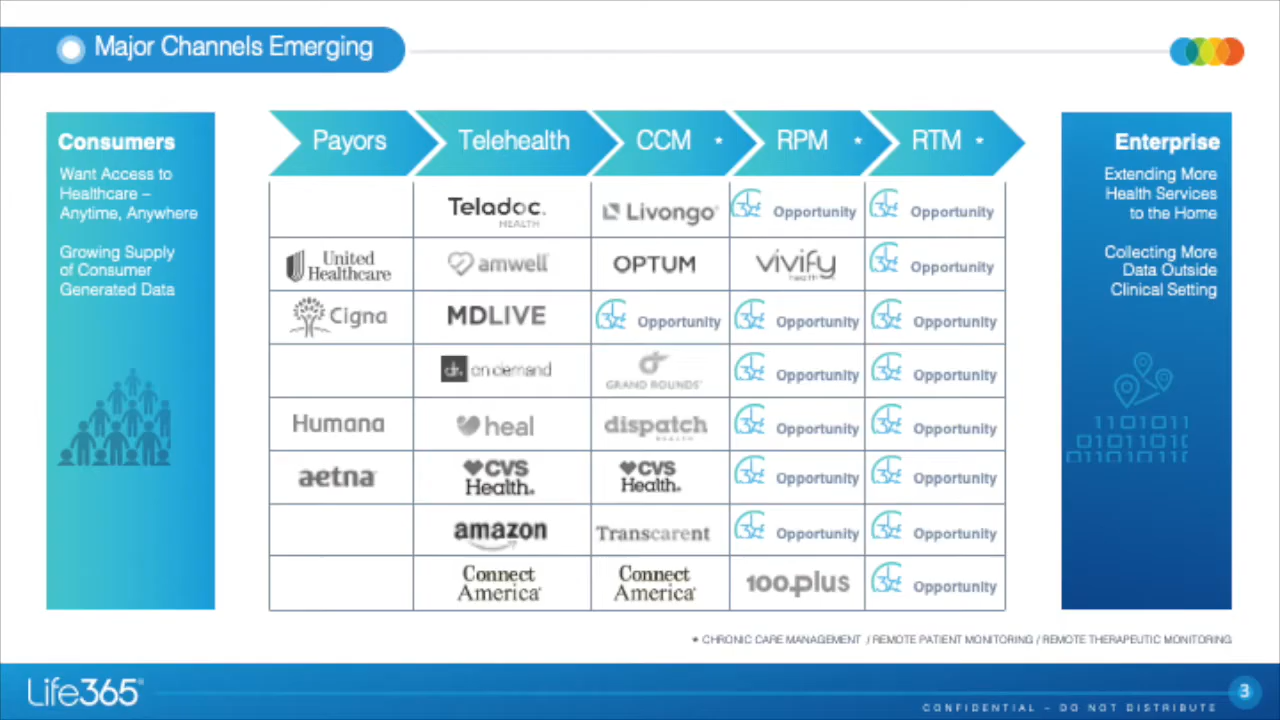 Major Channels Emerging
Consumers
Want Access to
Healthcare –
Anytime, Anywhere
Growing Supply
of Consumer
Generated Data
Payors Telehealth CCM * RPM * RTM *
Teladoc. HEALTH Livongo® Opportunity Opportunity
United Healthcare amwell OPTUM vivify health Opportunity
Cigna MDLIVE Opportunity Opportunity Opportunity
dr. on demand GRAND ROUNDS Opportunity Opportunity
Humana heal dispatch HEALTH Opportunity Opportunity
aetna CVS Health. CVS Health. Opportunity Opportunity
amazon Transcarent Opportunity Opportunity
Connect America Connect America 100plus Opportunity
Enterprise
Extending More
Health Services
to the Home
Collecting More
Data Outside
Clinical Setting
1101011
0101101
* CHRONIC CARE MANAGEMENT / REMOTE PATIENT MONITORING / REMOTE THERAPEUTIC MONITORING
Life365®
3
CONFIDENTIAL – DO NOT DISTRIBUTE